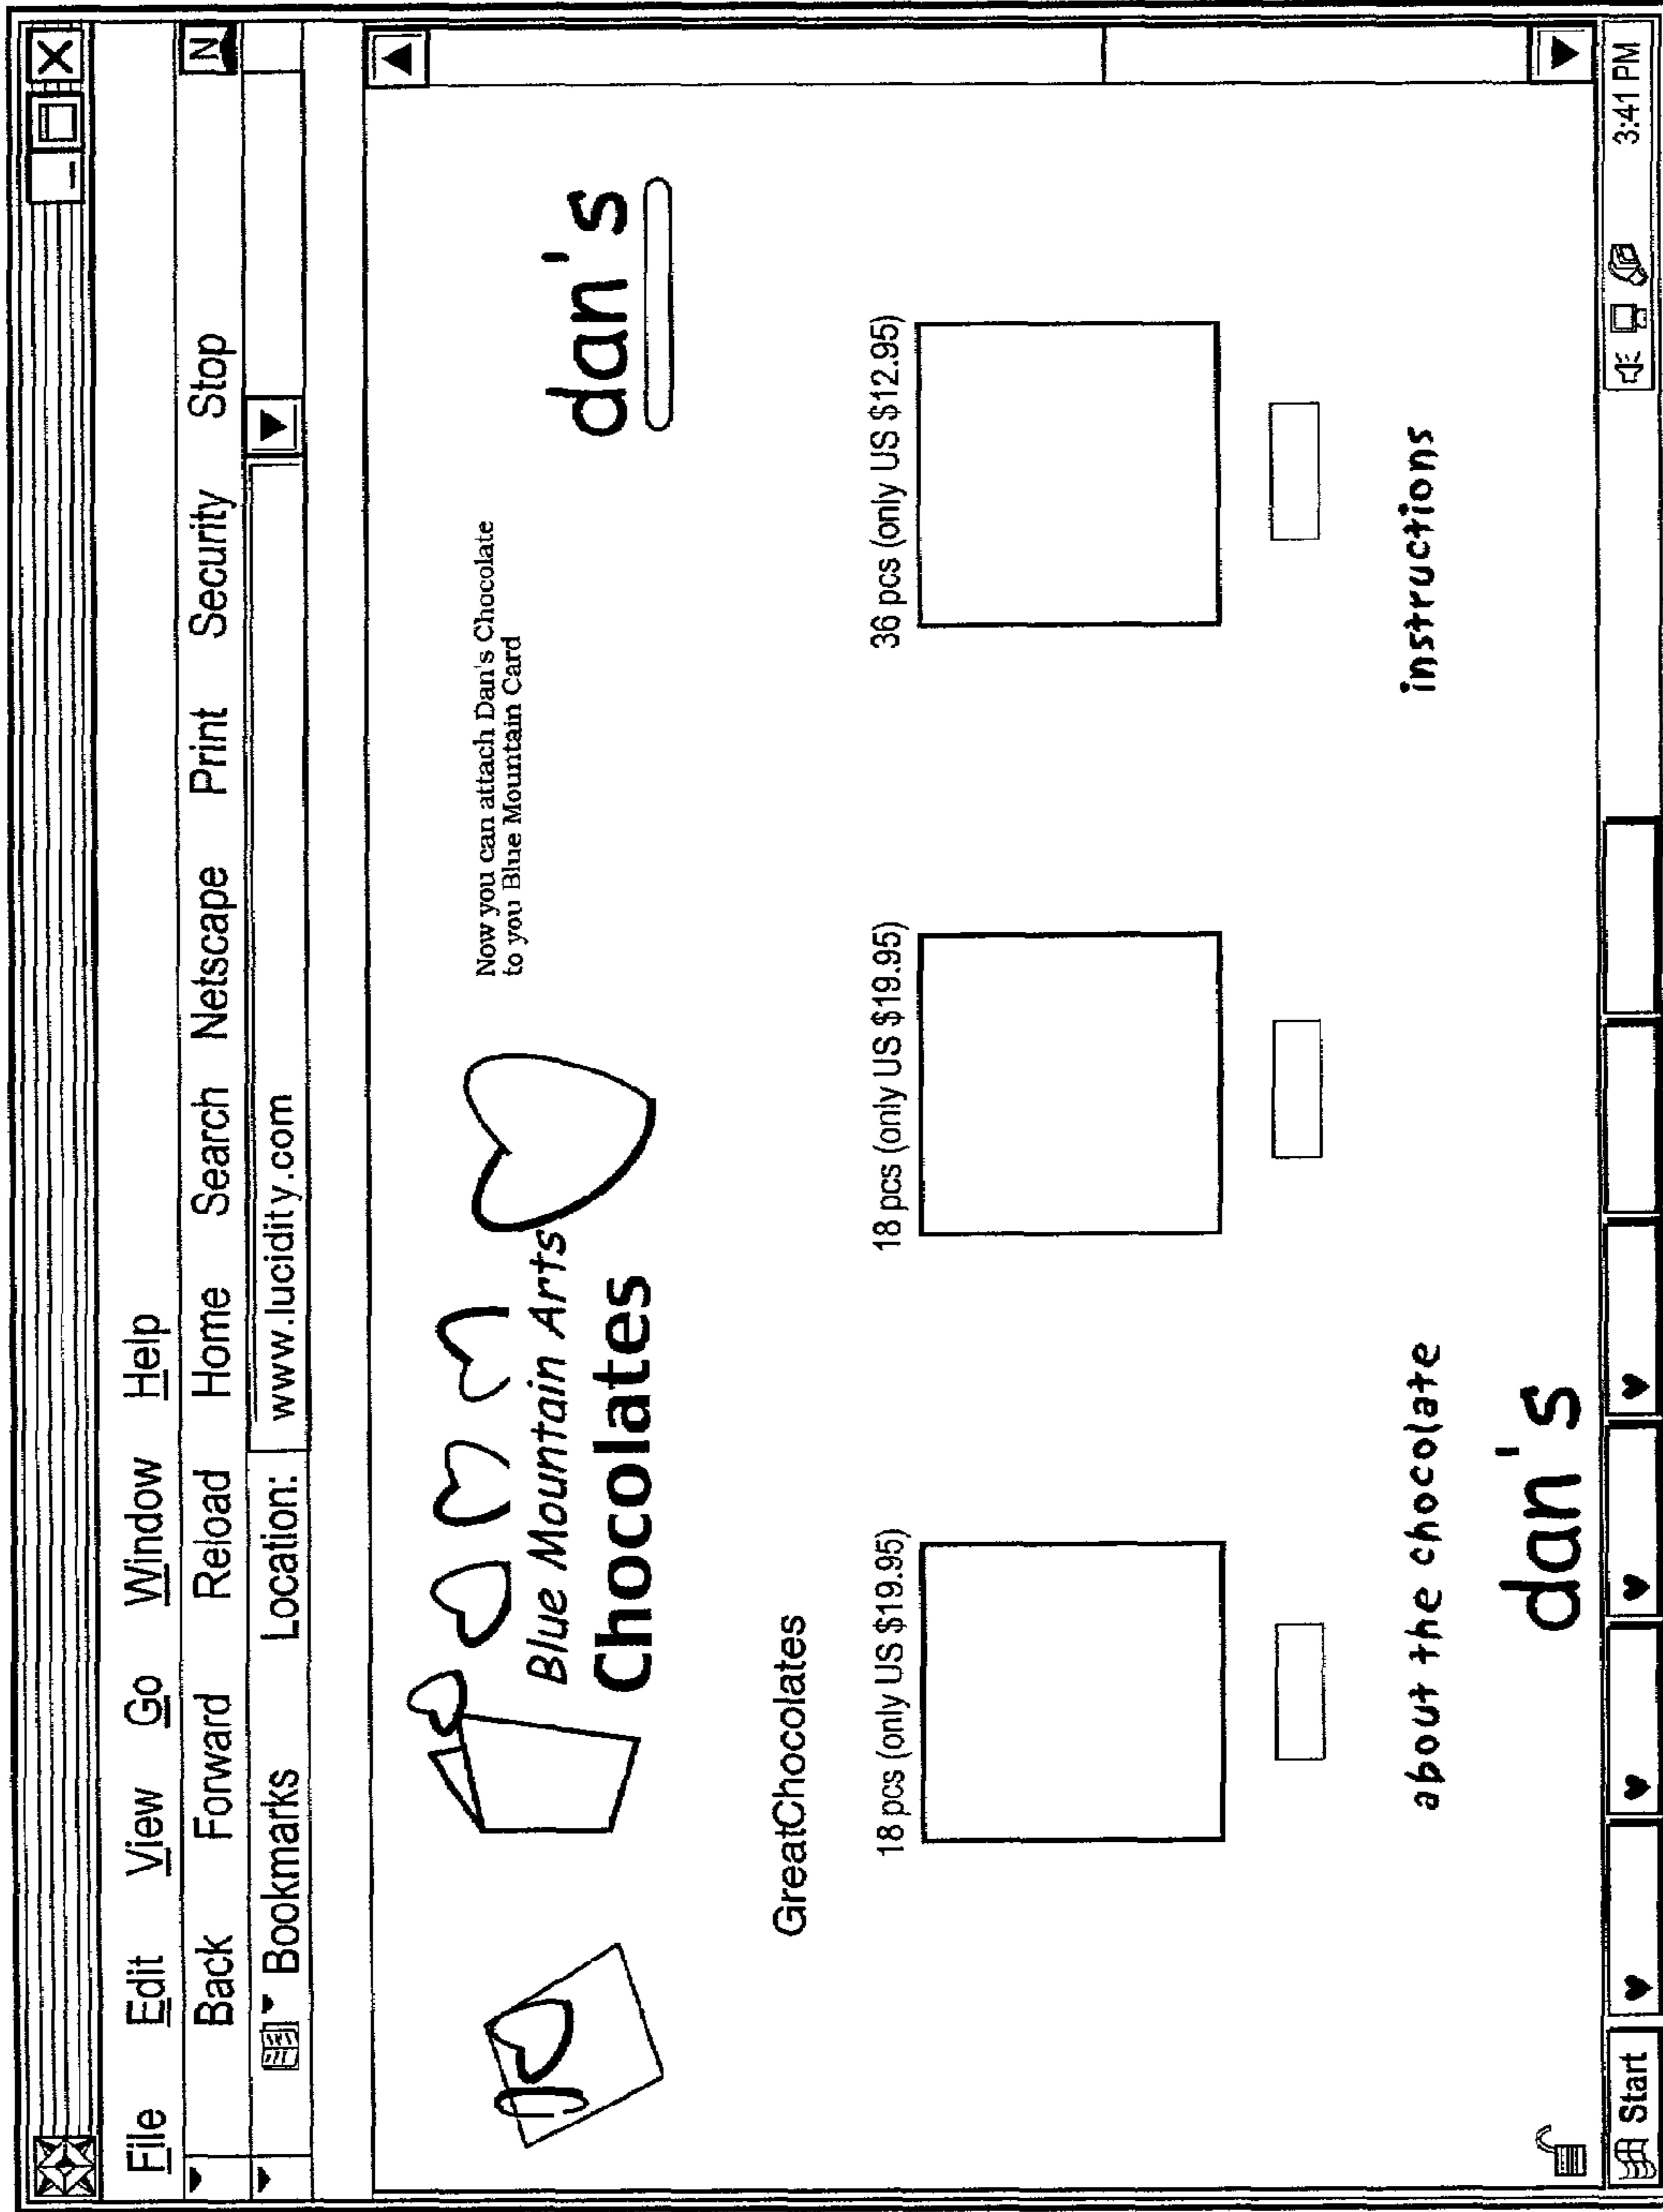 File Edit View Go Window Help
Back Forward Reload Home Search Netscape Print Security Stop
N
Bookmarks Location: www.lucidity.com
Now you can attach Dan's Chocolate
to you Blue Mountain Card
Blue Mountain Arts
Chocolates
dan's
GreatChocolates
18 pcs (only US $19.95) 18 pcs (only US $19.95) 36 pcs (only US $12.95)
about the chocolate instructions
dan's
Start 3:41 PM